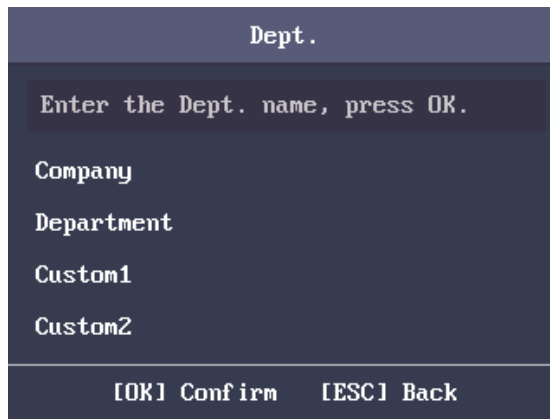 Dept.
Enter the Dept. name, press OK.
Company
Department
Custom1
Custom2
[OK] Confirm [ESC] Back